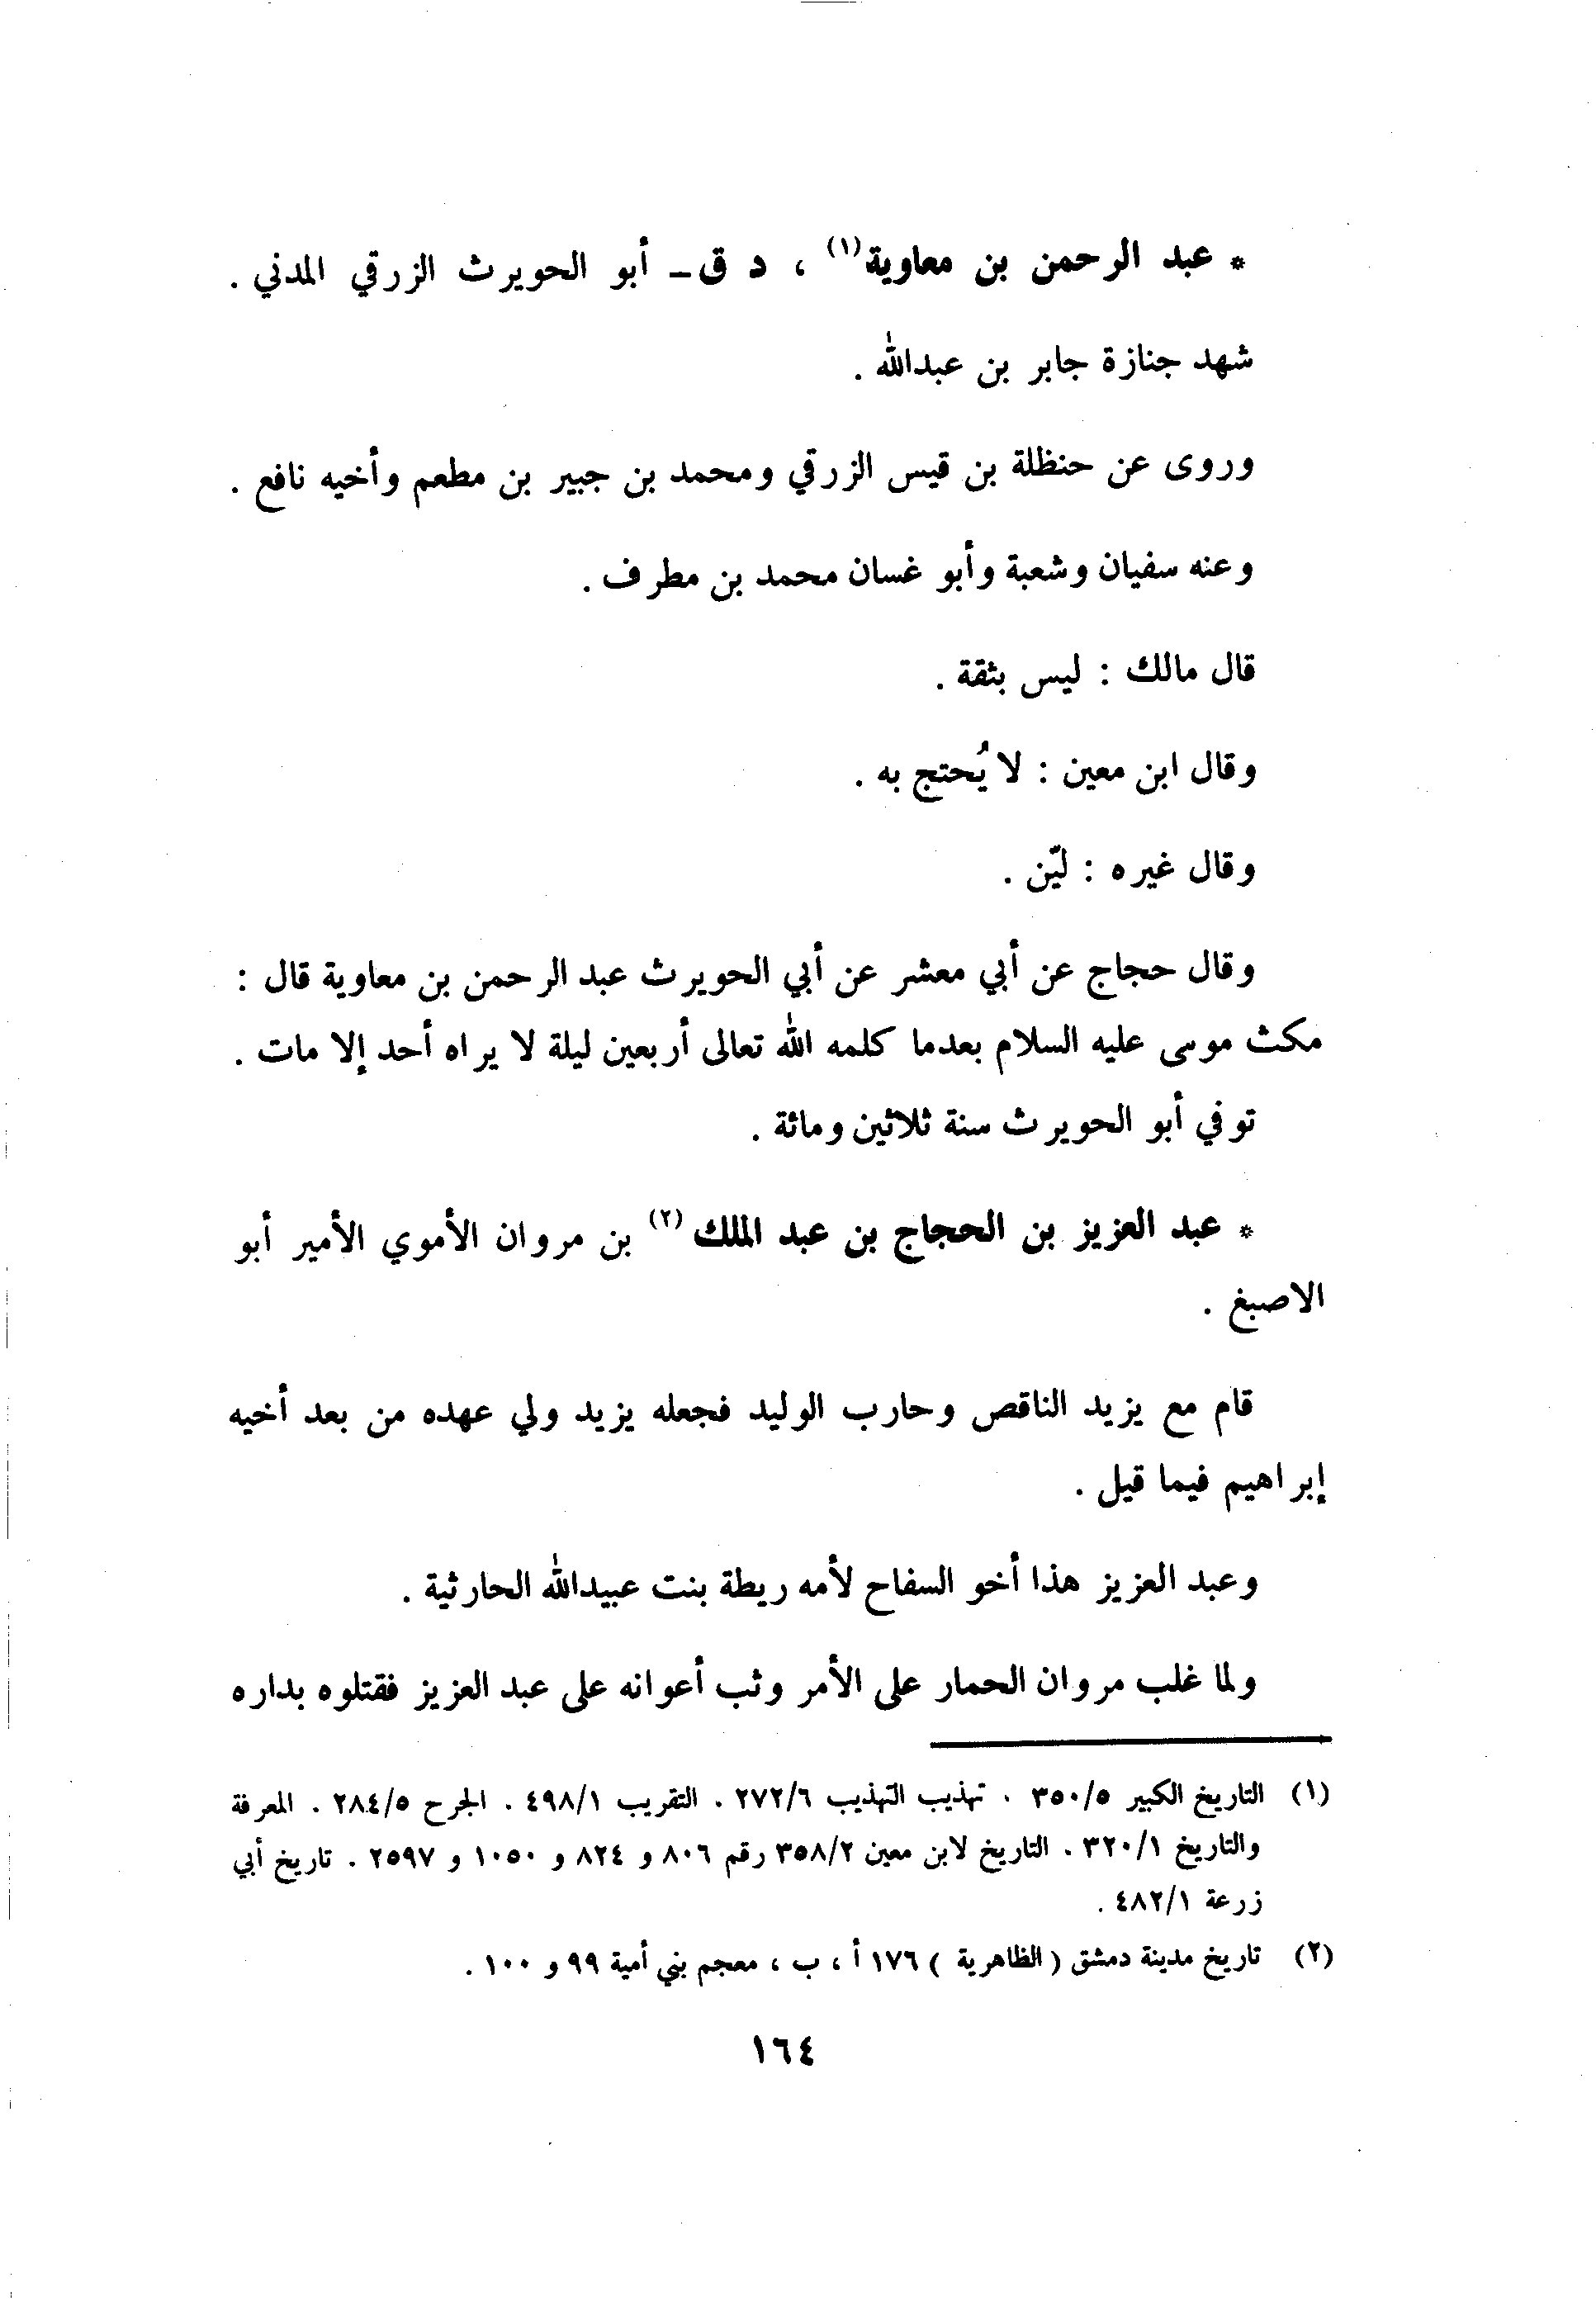 * عبد الرحمن بن معاوية(١) ، د ق - أبو الحويرث الزرقي المدني .
شهد جنازة جابر بن عبدالله .
وروى عن حنظلة بن قيس الزرقي ومحمد بن جبير بن مطعم وأخيه نافع .
وعنه سفيان وشعبة وأبو غسان محمد بن مطرف .
قال مالك : ليس بثقة .
وقال ابن معين : لا يُحتج به .
وقال غيره : ليّن .
وقال حجاج عن أبي معشر عن أبي الحويرث عبد الرحمن بن معاوية قال :
مكث موسى عليه السلام بعدما كلمه الله تعالى أربعين ليلة لا يراه أحد إلا مات .
توفي أبو الحويرث سنة ثلاثين ومائة .
* عبد العزيز بن الحجاج بن عبد الملك (٢) بن مروان الأموي الأمير أبو
الاصبغ .
قام مع يزيد الناقص وحارب الوليد فجعله يزيد ولي عهده من بعد أخيه
إبراهيم فيما قيل .
وعبد العزيز هذا أخو السفاح لأمه ريطة بنت عبيدالله الحارثية .
ولما غلب مروان الحمار على الأمر وثب أعوانه على عبد العزيز فقتلوه بداره
(١) التاريخ الكبير ٣٥٠/٥ . تهذيب التهذيب ٢٧٢/٦ . التقريب ٤٩٨/١ . الجرح ٢٨٤/٥ . المعرفة
والتاريخ ٣٢٠/١ . التاريخ لابن معين ٣٥٨/٢ رقم ٨٠٦ و ٨٢٤ و ١٠٥٠ و ٢٥٩٧ . تاريخ أبي
زرعة ٤٨٢/١ .
(٢) تاريخ مدينة دمشق ( الظاهرية ) ١٧٦ أ ، ب ، معجم بني أمية ٩٩ و ١٠٠ .
١٦٤